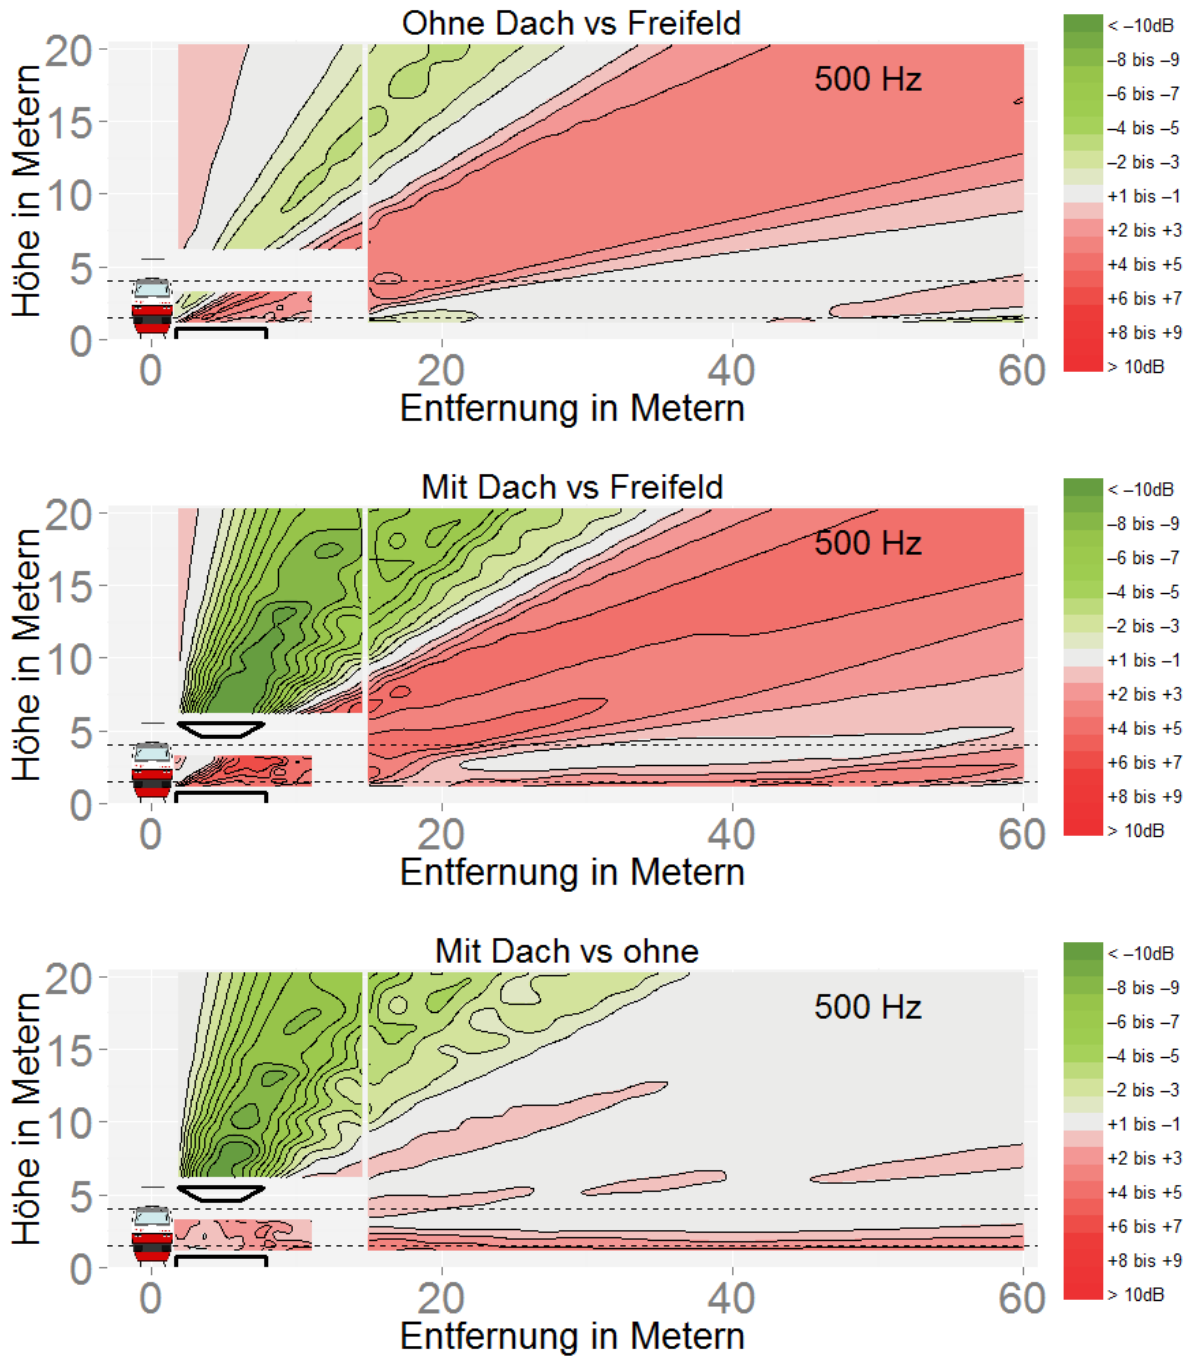 Ohne Dach vs Freifeld
500 Hz
Höhe in Metern
20
15
10
5
0
0 20 40 60
Entfernung in Metern
< –10dB
–8 bis –9
–6 bis –7
–4 bis –5
–2 bis –3
+1 bis –1
+2 bis +3
+4 bis +5
+6 bis +7
+8 bis +9
> 10dB
Mit Dach vs Freifeld
500 Hz
Höhe in Metern
20
15
10
5
0
0 20 40 60
Entfernung in Metern
< –10dB
–8 bis –9
–6 bis –7
–4 bis –5
–2 bis –3
+1 bis –1
+2 bis +3
+4 bis +5
+6 bis +7
+8 bis +9
> 10dB
Mit Dach vs ohne
500 Hz
Höhe in Metern
20
15
10
5
0
0 20 40 60
Entfernung in Metern
< –10dB
–8 bis –9
–6 bis –7
–4 bis –5
–2 bis –3
+1 bis –1
+2 bis +3
+4 bis +5
+6 bis +7
+8 bis +9
> 10dB